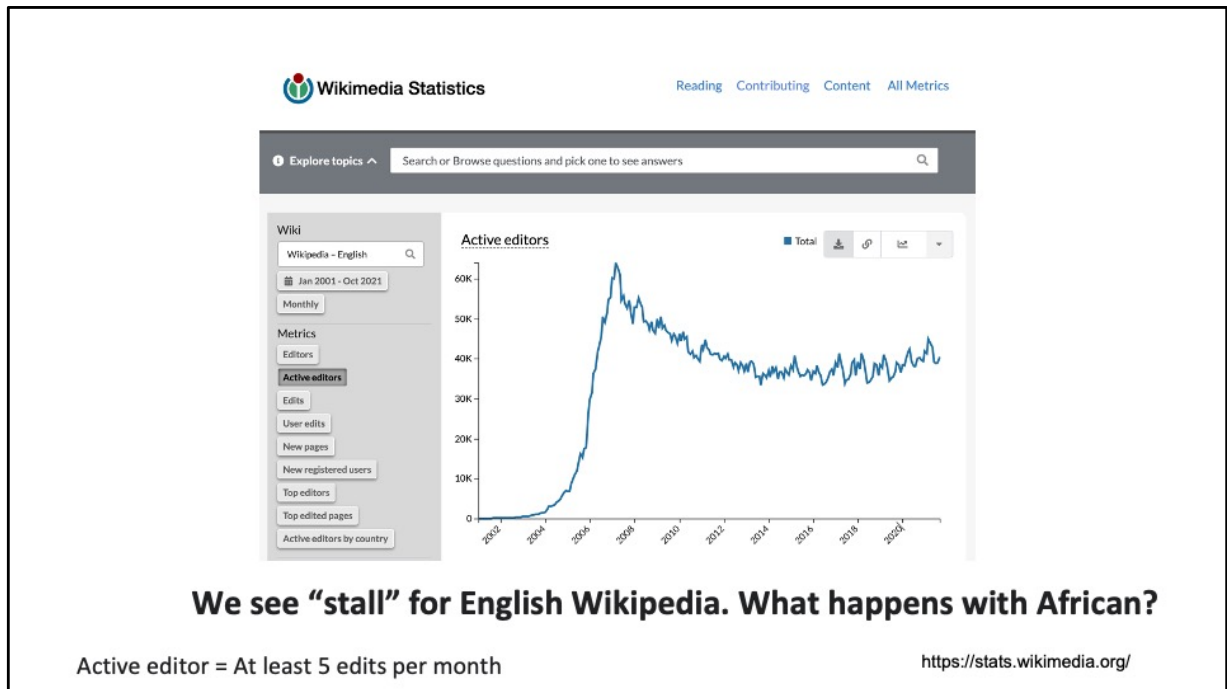 Wikimedia Statistics
Reading Contributing Content All Metrics
Explore topics
Search or Browse questions and pick one to see answers
Wiki
Wikipedia – English
Jan 2001 - Oct 2021
Monthly
Metrics
Editors
Active editors
Edits
User edits
New pages
New registered users
Top editors
Top edited pages
Active editors by country
Active editors
Total
60K
50K
40K
30K
20K
10K
0
2002 2004 2006 2008 2010 2012 2014 2016 2018 2020
We see “stall” for English Wikipedia. What happens with African?
Active editor = At least 5 edits per month
https://stats.wikimedia.org/